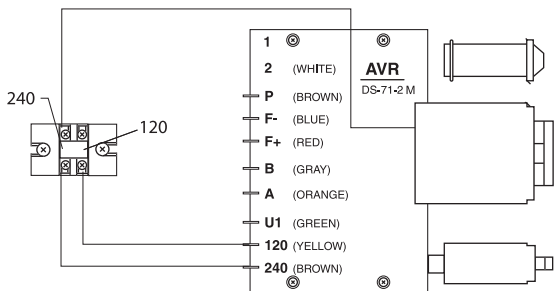 1
2 (WHITE)
AVR
DS-71-2 M
240
120
P (BROWN)
F- (BLUE)
F+ (RED)
B (GRAY)
A (ORANGE)
U1 (GREEN)
120 (YELLOW)
240 (BROWN)